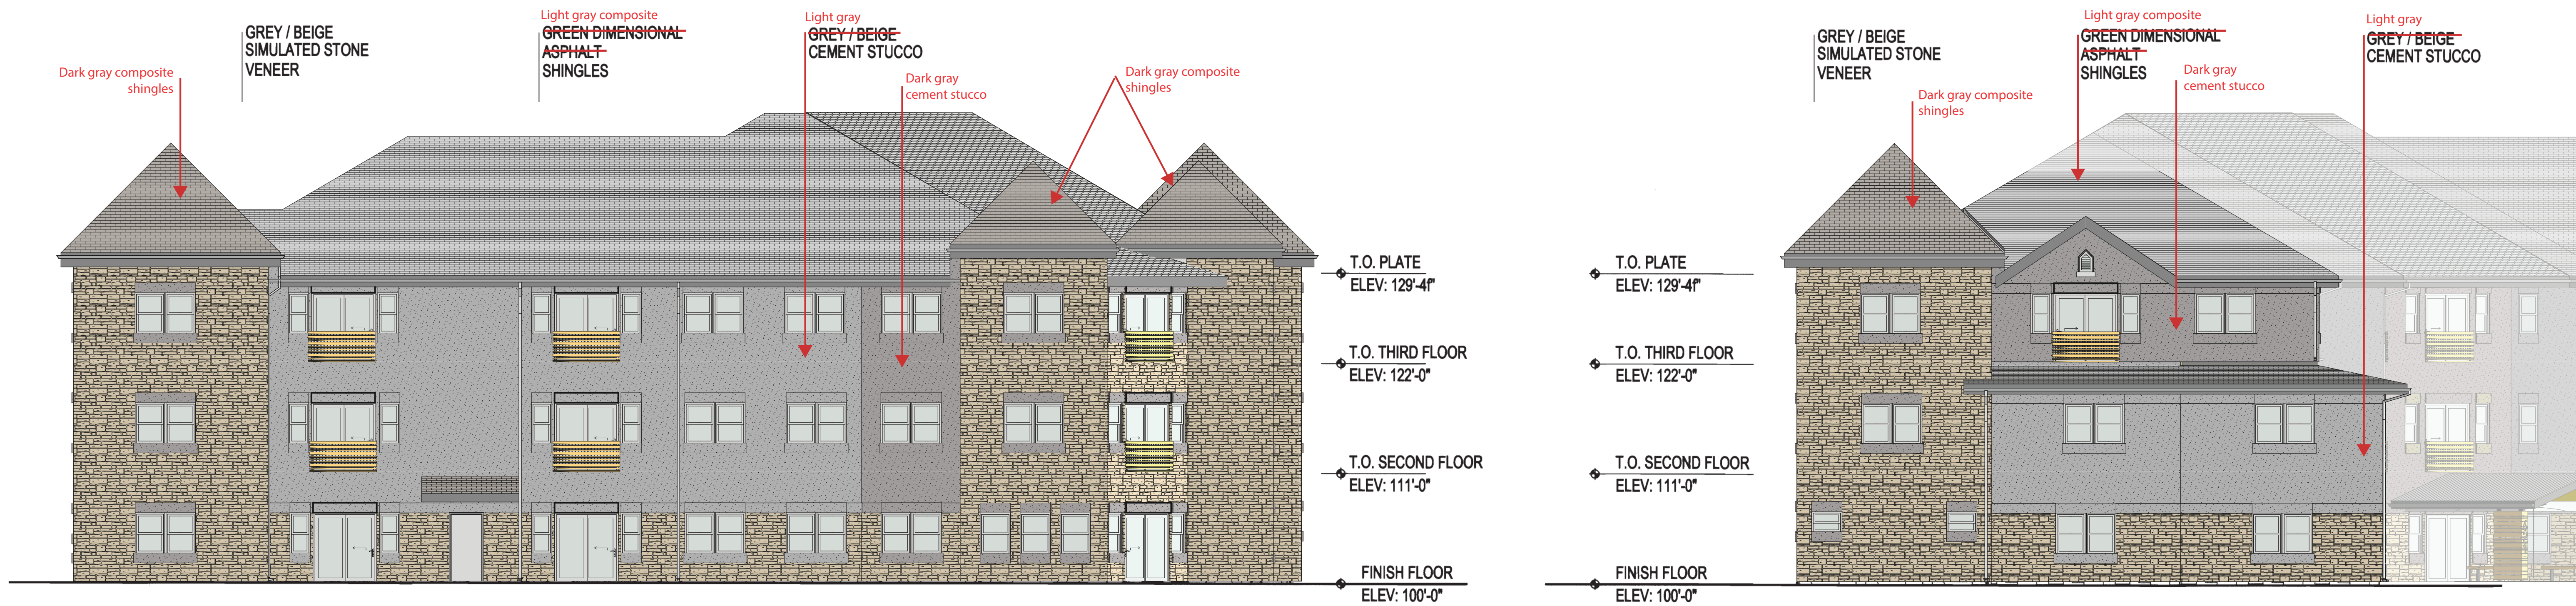 Light gray composite
GREEN DIMENSIONAL
ASPHALT
SHINGLES
GREY / BEIGE
SIMULATED STONE
VENEER
Light gray
GREY / BEIGE
CEMENT STUCCO
Dark gray composite
shingles
Dark gray
cement stucco
Dark gray composite
shingles
T.O. PLATE
ELEV: 129'-4f"
T.O. THIRD FLOOR
ELEV: 122'-0"
T.O. SECOND FLOOR
ELEV: 111'-0"
FINISH FLOOR
ELEV: 100'-0"
GREY / BEIGE
SIMULATED STONE
VENEER
Light gray composite
GREEN DIMENSIONAL
ASPHALT
SHINGLES
Light gray
GREY / BEIGE
CEMENT STUCCO
Dark gray composite
shingles
Dark gray
cement stucco
T.O. PLATE
ELEV: 129'-4f"
T.O. THIRD FLOOR
ELEV: 122'-0"
T.O. SECOND FLOOR
ELEV: 111'-0"
FINISH FLOOR
ELEV: 100'-0"